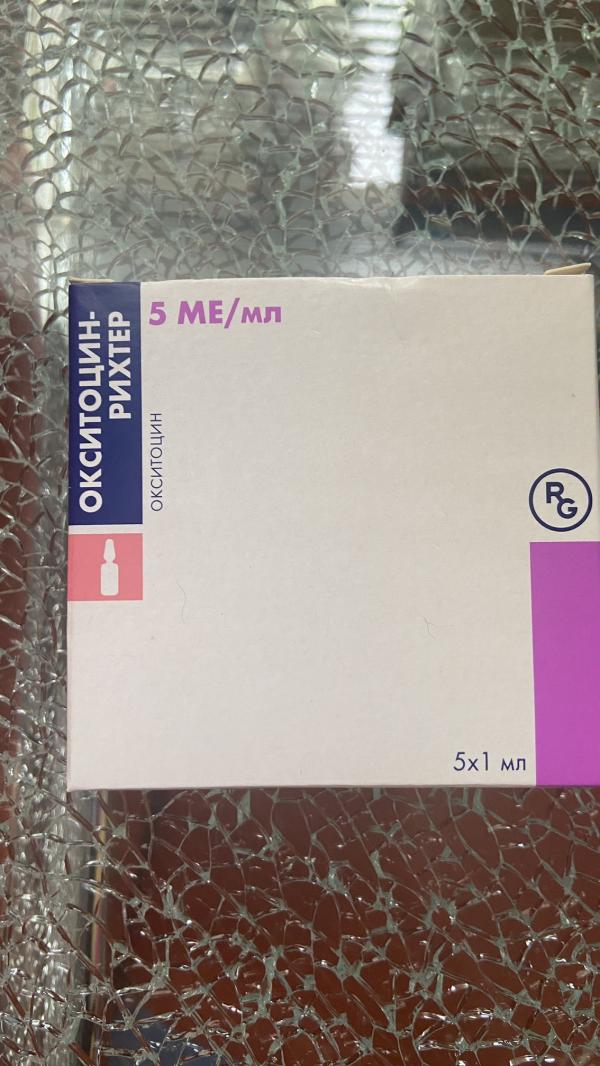 ОКСИТОЦИН-
РИХТЕР
5 МЕ/мл
ОКСИТОЦИН
RG
5x1 мл